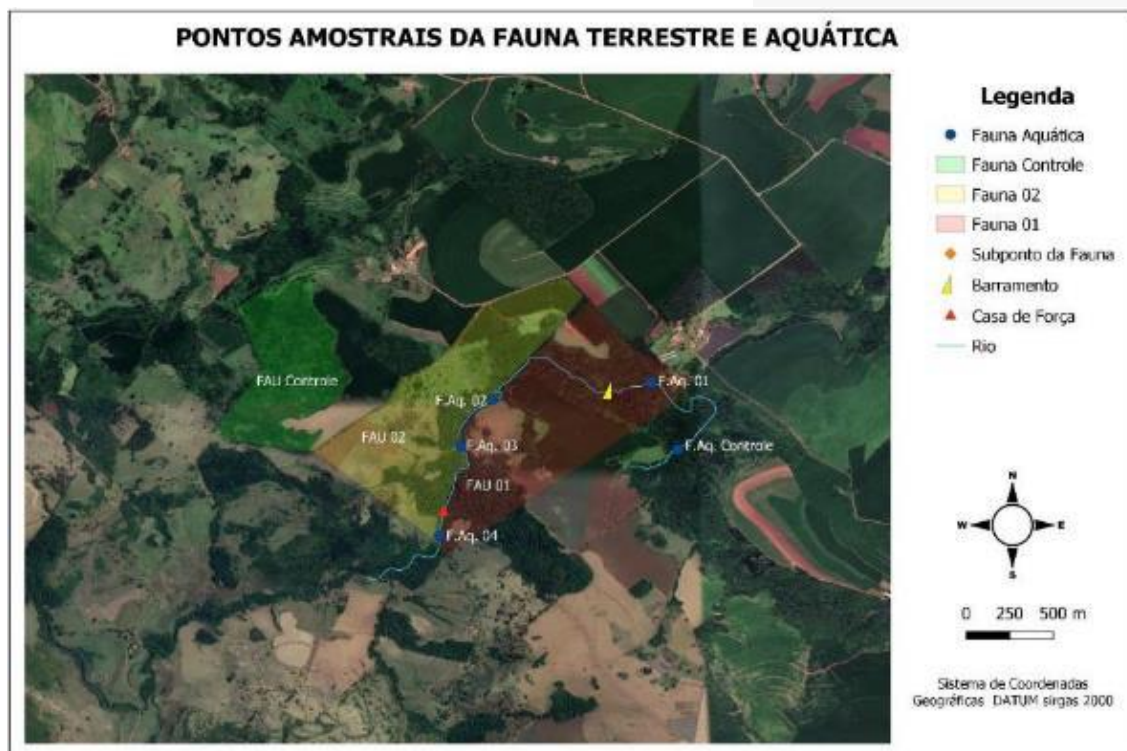 PONTOS AMOSTRAIS DA FAUNA TERRESTRE E AQUÁTICA
Legenda
Fauna Aquática
Fauna Controle
Fauna 02
Fauna 01
Subponto da Fauna
Barramento
Casa de Força
Rio
FAU Controle
F.Aq. 01
F.Aq. 02
FAU 02
F.Aq. 03
F.Aq. Controle
FAU 01
F.Aq. 04
N
W E
S
0 250 500 m
Sistema de Coordenadas
Geográficas DATUM sirgas 2000